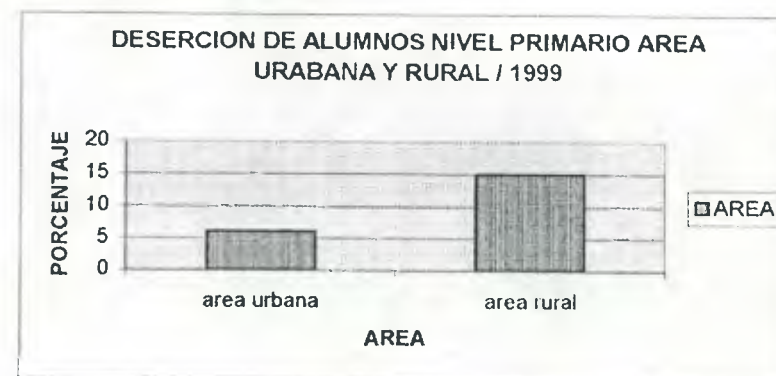 DESERCION DE ALUMNOS NIVEL PRIMARIO AREA
URABANA Y RURAL / 1999
PORCENTAJE
20
15
10
5
0
area urbana
area rural
AREA
AREA